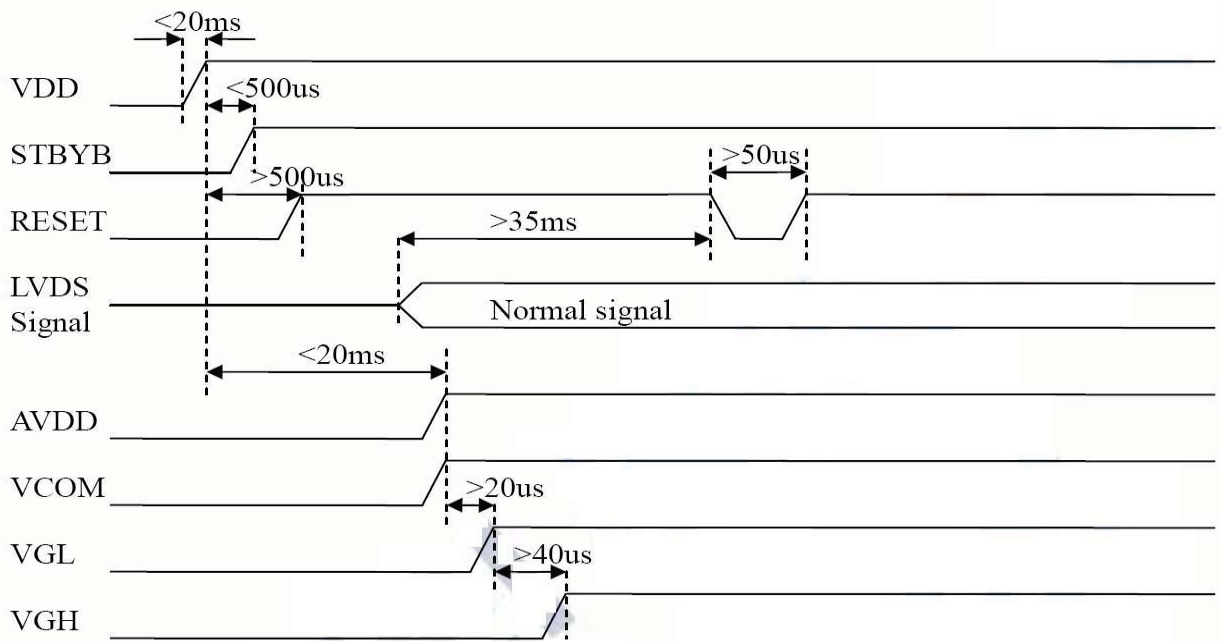 <20ms
VDD
<500us
STBYB
>50us
>500us
RESET
>35ms
LVDS
Signal
Normal signal
<20ms
AVDD
VCOM
>20us
VGL
>40us
VGH